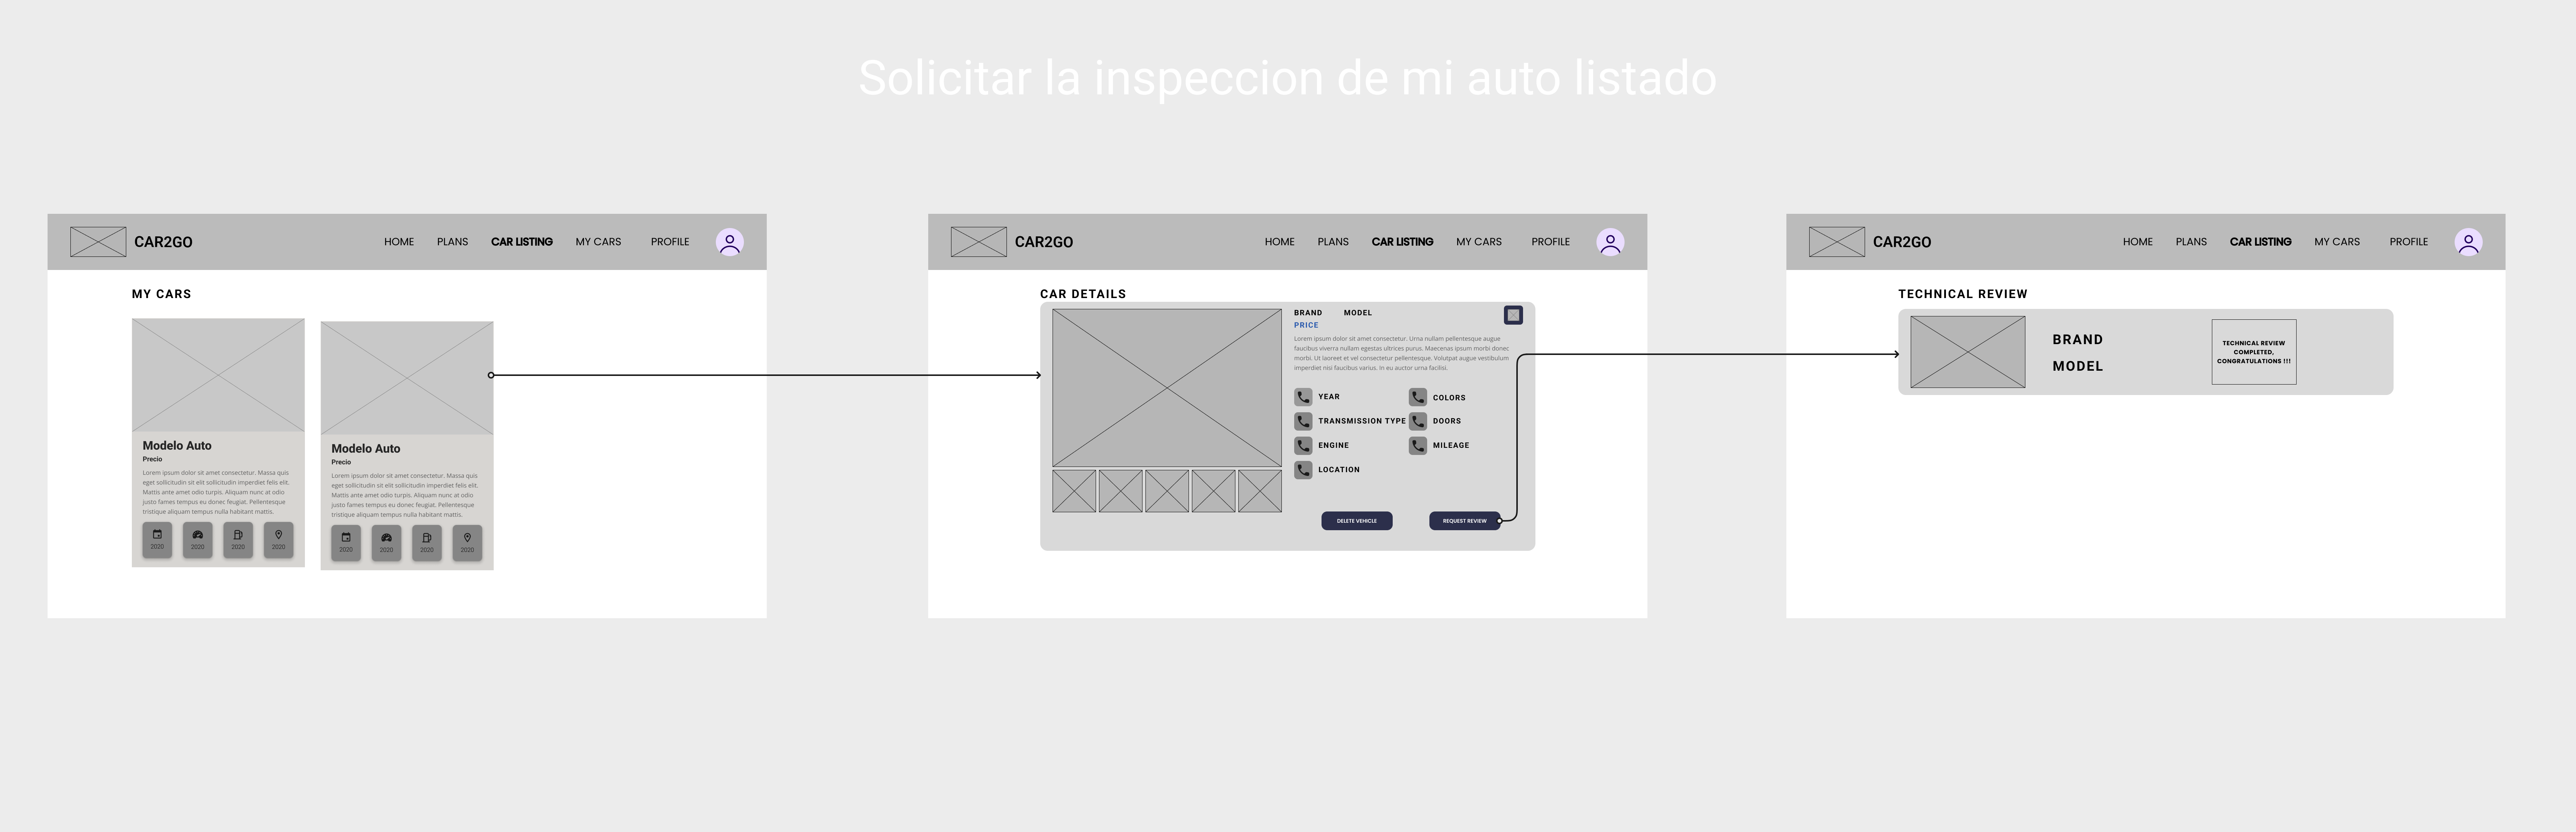 Solicitar la inspeccion de mi auto listado
CAR2GO
HOME PLANS CAR LISTING MY CARS PROFILE
MY CARS
Modelo Auto
Precio
Lorem ipsum dolor sit amet consectetur. Massa quis
eget sollicitudin sit elit sollicitudin imperdiet felis elit.
Mattis ante amet odio turpis. Aliquam nunc at odio
justo fames tempus eu donec feugiat. Pellentesque
tristique aliquam tempus nulla habitant mattis.
2020 2020 2020 2020
Modelo Auto
Precio
Lorem ipsum dolor sit amet consectetur. Massa quis
eget sollicitudin sit elit sollicitudin imperdiet felis elit.
Mattis ante amet odio turpis. Aliquam nunc at odio
justo fames tempus eu donec feugiat. Pellentesque
tristique aliquam tempus nulla habitant mattis.
2020 2020 2020 2020
CAR2GO
HOME PLANS CAR LISTING MY CARS PROFILE
CAR DETAILS
BRAND MODEL
PRICE
Lorem ipsum dolor sit amet consectetur. Urna nullam pellentesque augue
faucibus viverra nullam egestas ultrices purus. Maecenas ipsum morbi donec
morbi. Ut laoreet et vel consectetur pellentesque. Volutpat augue vestibulum
imperdiet nisi faucibus varius. In eu auctor urna facilisi.
YEAR COLORS
TRANSMISSION TYPE DOORS
ENGINE MILEAGE
LOCATION
DELETE VEHICLE REQUEST REVIEW
CAR2GO
HOME PLANS CAR LISTING MY CARS PROFILE
TECHNICAL REVIEW
BRAND
MODEL
TECHNICAL REVIEW
COMPLETED,
CONGRATULATIONS !!!